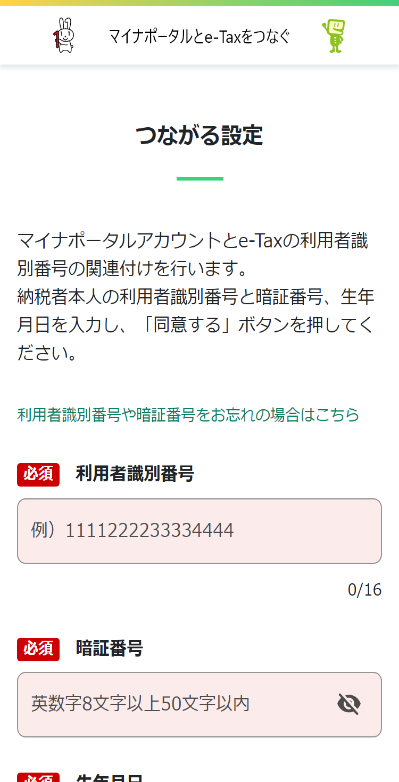 マイナポータルとe-Taxをつなぐ
つながる設定
マイナポータルアカウントとe-Taxの利用者識
別番号の関連付けを行います。
納税者本人の利用者識別番号と暗証番号、生年
月日を入力し、「同意する」ボタンを押してく
ださい。
利用者識別番号や暗証番号をお忘れの場合はこちら
必須 利用者識別番号
例）1111222233334444
0/16
必須 暗証番号
英数字8文字以上50文字以内
必須 生年月日